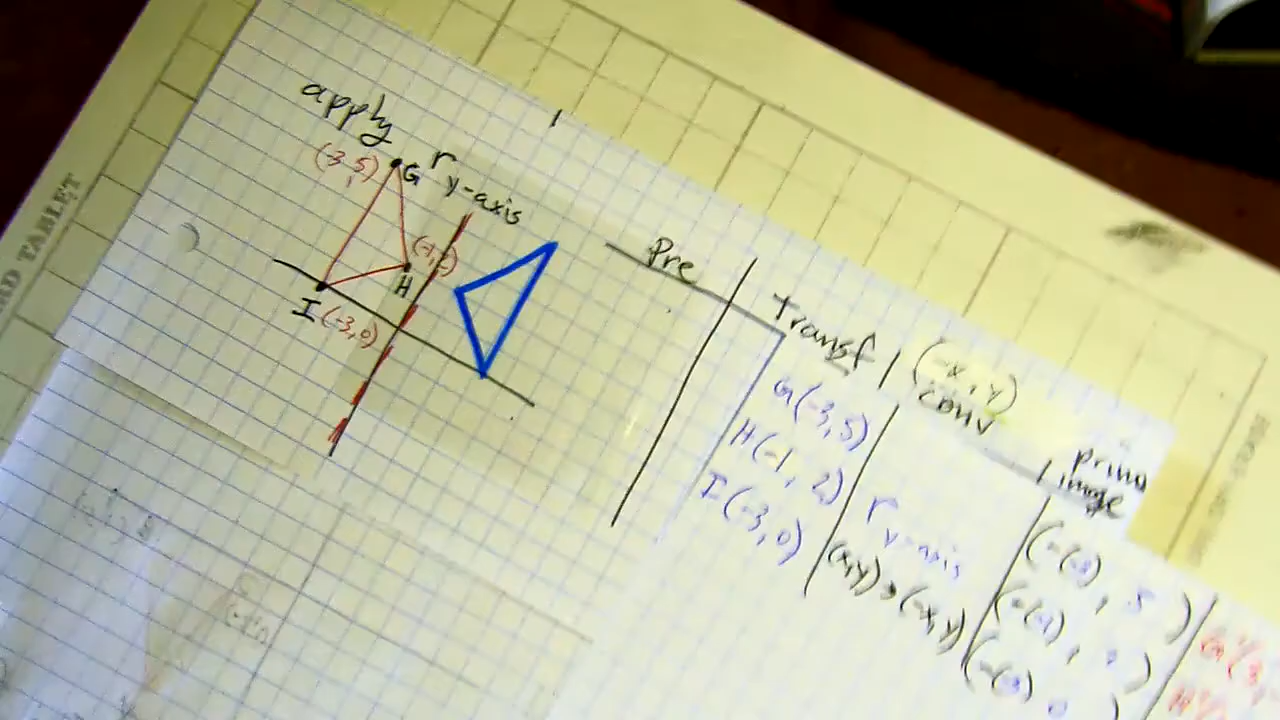 apply
r y-axis
(-3,5) G
(-1,2)
H
I (-3,0)
Pre
Transf
(-x, y)
conv
image
G(-3,5)
H(-1, 2)
I(-3,0)
r y-axis
(x,y) → (-x,y)
(-(-3), 5)
(-(-1), 2)
(-(-3) 0
TABLET